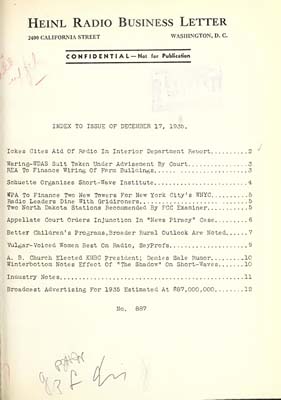 HEINL RADIO BUSINESS LETTER
2400 CALIFORNIA STREET WASHINGTON, D. C.
CONFIDENTIAL—Not for Publication
INDEX TO ISSUE OF DECEMBER 17, 1935.
Ickes Cites Aid Of Radio In Interior Department Report..........2
Waring-WDAS Suit Taken Under Advisement By Court..........3
REA To Finance Wiring Of Farm Buildings..........3
Schuette Organizes Short-Wave Institute..........4
WPA To Finance Two New Towers For New York City's WNYC..........5
Radio Leaders Dine With Gridironers..........5
Two North Dakota Stations Recommended By FCC Examiner..........5
Appellate Court Orders Injunction In "News Piracy" Case..........6
Better Children's Programs, Broader Rural Outlook Are Noted......7
Vulgar-Voiced Women Best On Radio, Say Profs..........9
A. B. Church Elected KMBC President; Denies Sale Rumor..........10
Winterbottom Notes Effect Of "The Shadow" On Short-Waves......10
Industry Notes..........11
Broadcast Advertising For 1935 Estimated At $87,000,000..........12
No. 887